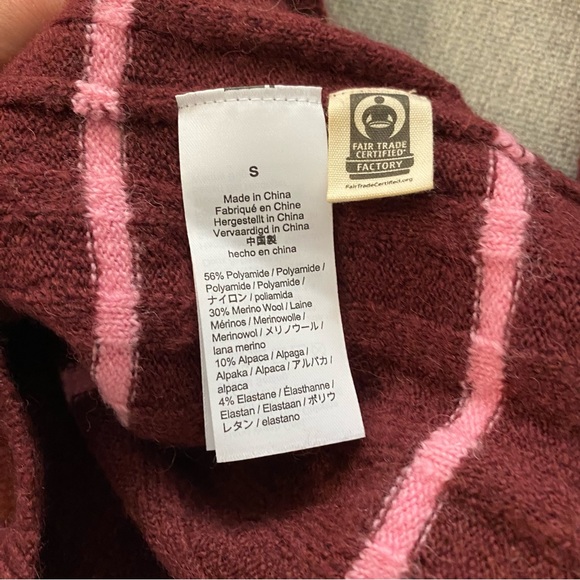 S
Made in China
Fabriqué en Chine
Hergestellt in China
Vervaardigd in China
中国製
hecho en china
56% Polyamide / Polyamide /
Polyamid / Polyamide /
ナイロン / poliamida
30% Merino Wool / Laine
Mérinos / Merinowolle /
Merinowol / メリノウール /
lana merino
10% Alpaca / Alpaga /
Alpaka / Alpaca / アルパカ /
alpaca
4% Elastane / Élasthanne /
Elastan / Elastaan / ポリウ
レタン / elastano
FAIR TRADE
CERTIFIED
FACTORY
FairTradeCertified.org